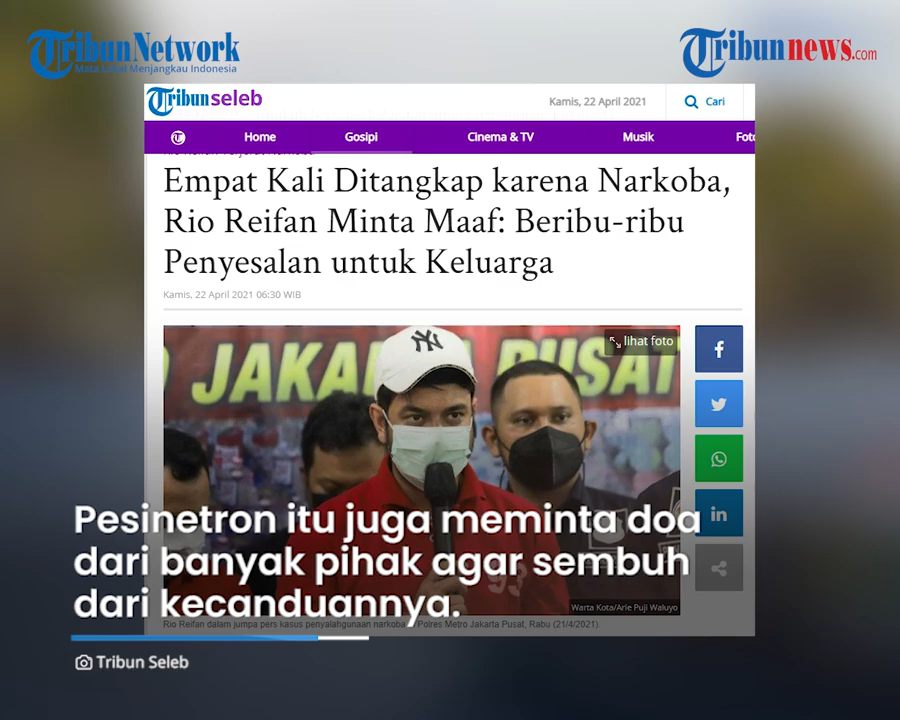 Tribun Network
Mata Lokal Menjangkau Indonesia
Tribunnews.com
Tribunseleb
Kamis, 22 April 2021
Cari
Home
Gosipi
Cinema & TV
Musik
Empat Kali Ditangkap karena Narkoba,
Rio Reifan Minta Maaf: Beribu-ribu
Penyesalan untuk Keluarga
Kamis, 22 April 2021 06:30 WIB
lihat foto
JAKARTA PUSAT
NY
Pesinetron itu juga meminta doa
dari banyak pihak agar sembuh
dari kecanduannya.
93
Warta Kota/Arie Puji Waluyo
Rio Reifan dalam jumpa pers kasus penyalahgunaan narkoba Polres Metro Jakarta Pusat, Rabu (21/4/2021).
Tribun Seleb